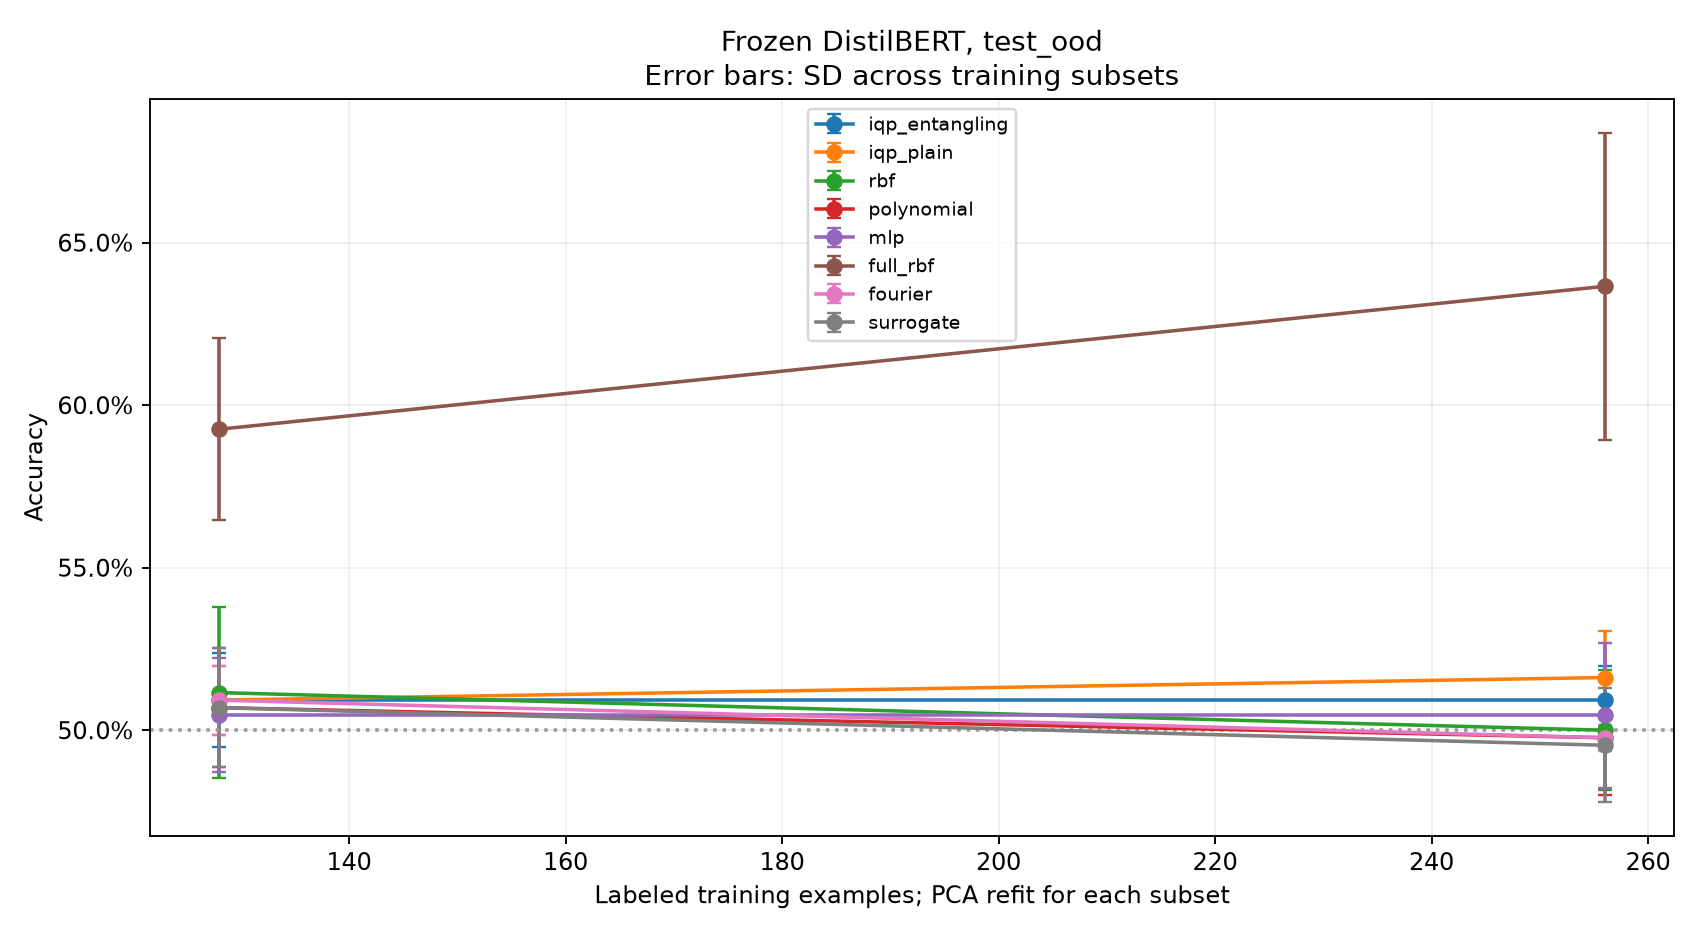 Frozen DistilBERT, test_ood
Error bars: SD across training subsets
iqp_entangling
iqp_plain
rbf
polynomial
mlp
full_rbf
fourier
surrogate
Accuracy
65.0%
60.0%
55.0%
50.0%
140 160 180 200 220 240 260
Labeled training examples; PCA refit for each subset